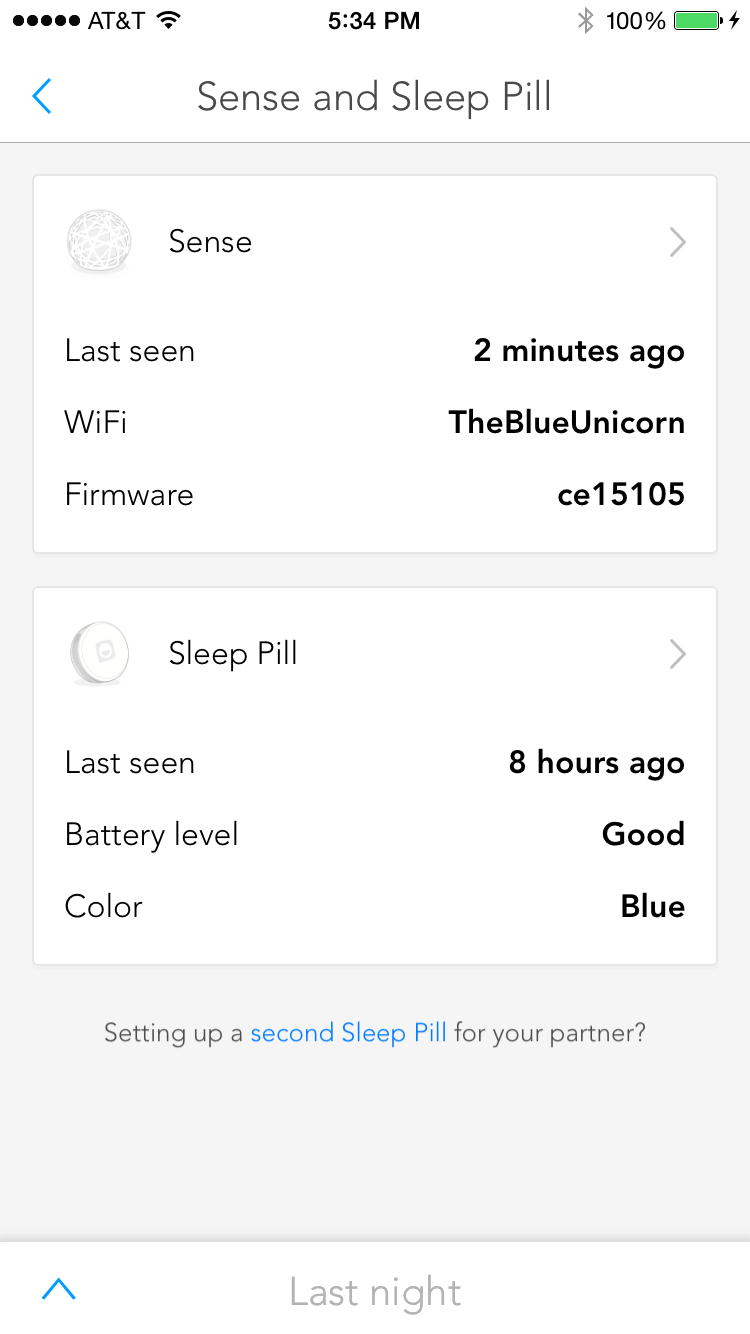 AT&T 5:34 PM 100%
Sense and Sleep Pill
Sense
Last seen 2 minutes ago
WiFi TheBlueUnicorn
Firmware ce15105
Sleep Pill
Last seen 8 hours ago
Battery level Good
Color Blue
Setting up a second Sleep Pill for your partner?
Last night